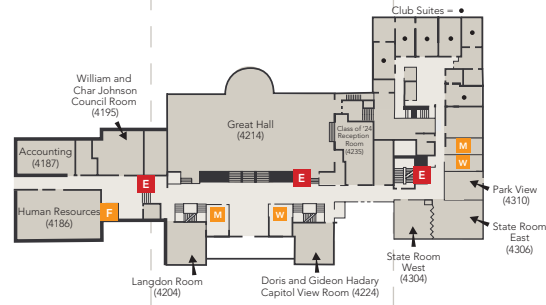 Club Suites = •
William and
Char Johnson
Council Room
(4195)
Great Hall
(4214)
Class of '24
Reception
Room
(4235)
Accounting
(4187)
M
W
E
E
E
Park View
(4310)
Human Resources
(4186)
F
M
W
State Room
East
(4306)
State Room
West
(4304)
Langdon Room
(4204)
Doris and Gideon Hadary
Capitol View Room (4224)